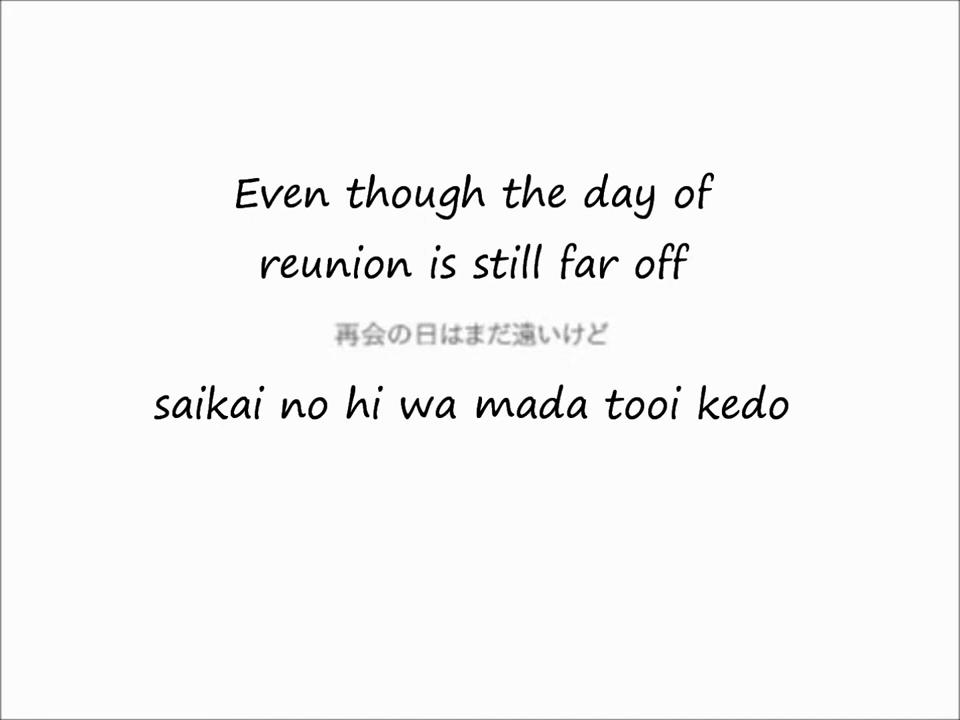 Even though the day of
reunion is still far off
再会の日はまだ遠いけど
saikai no hi wa mada tooi kedo